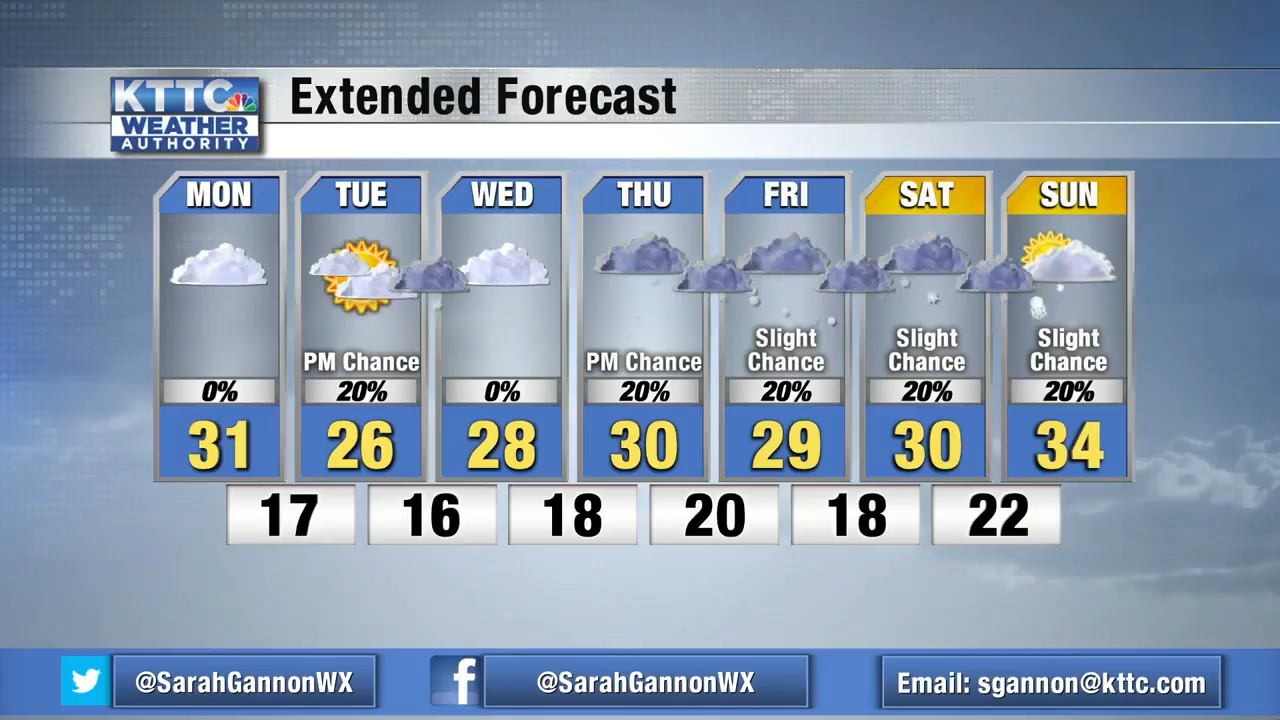 KTTC
WEATHER
AUTHORITY
Extended Forecast
MON TUE WED THU FRI SAT SUN
PM Chance PM Chance Slight Chance Slight Chance Slight Chance
0% 20% 0% 20% 20% 20% 20%
31 26 28 30 29 30 34
17 16 18 20 18 22
@SarahGannonWX f @SarahGannonWX Email: sgannon@kttc.com